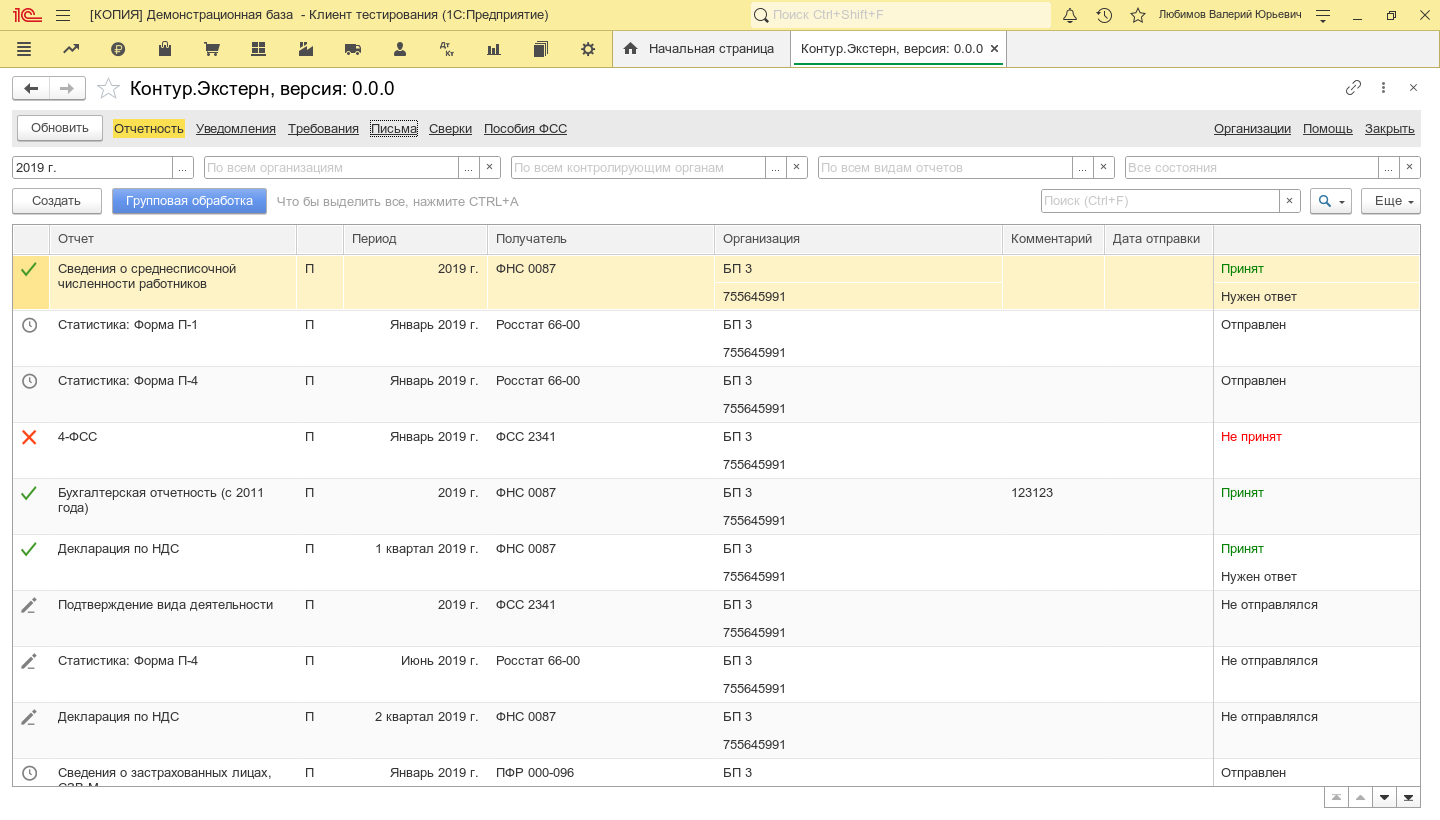 [КОПИЯ] Демонстрационная база - Клиент тестирования (1С:Предприятие)
Поиск Ctrl+Shift+F
Любимов Валерий Юрьевич
Начальная страница
Контур.Экстерн, версия: 0.0.0
Контур.Экстерн, версия: 0.0.0
Обновить Отчетность Уведомления Требования Письма Сверки Пособия ФСС Организации Помощь Закрыть
2019 г. ... По всем организациям ... × По всем контролирующим органам ... × По всем видам отчетов ... × Все состояния ... ×
Создать Групповая обработка Что бы выделить все, нажмите CTRL+A Поиск (Ctrl+F) × Еще
Отчет Период Получатель Организация Комментарий Дата отправки
Сведения о среднесписочной П 2019 г. ФНС 0087 БП 3 Принят
численности работников
755645991 Нужен ответ
Статистика: Форма П-1 П Январь 2019 г. Росстат 66-00 БП 3 Отправлен
755645991
Статистика: Форма П-4 П Январь 2019 г. Росстат 66-00 БП 3 Отправлен
755645991
4-ФСС П Январь 2019 г. ФСС 2341 БП 3 Не принят
755645991
Бухгалтерская отчетность (с 2011 П 2019 г. ФНС 0087 БП 3 123123 Принят
года)
755645991
Декларация по НДС П 1 квартал 2019 г. ФНС 0087 БП 3 Принят
755645991 Нужен ответ
Подтверждение вида деятельности П 2019 г. ФСС 2341 БП 3 Не отправлялся
755645991
Статистика: Форма П-4 П Июнь 2019 г. Росстат 66-00 БП 3 Не отправлялся
755645991
Декларация по НДС П 2 квартал 2019 г. ФНС 0087 БП 3 Не отправлялся
755645991
Сведения о застрахованных лицах, П Январь 2019 г. ПФР 000-096 БП 3 Отправлен